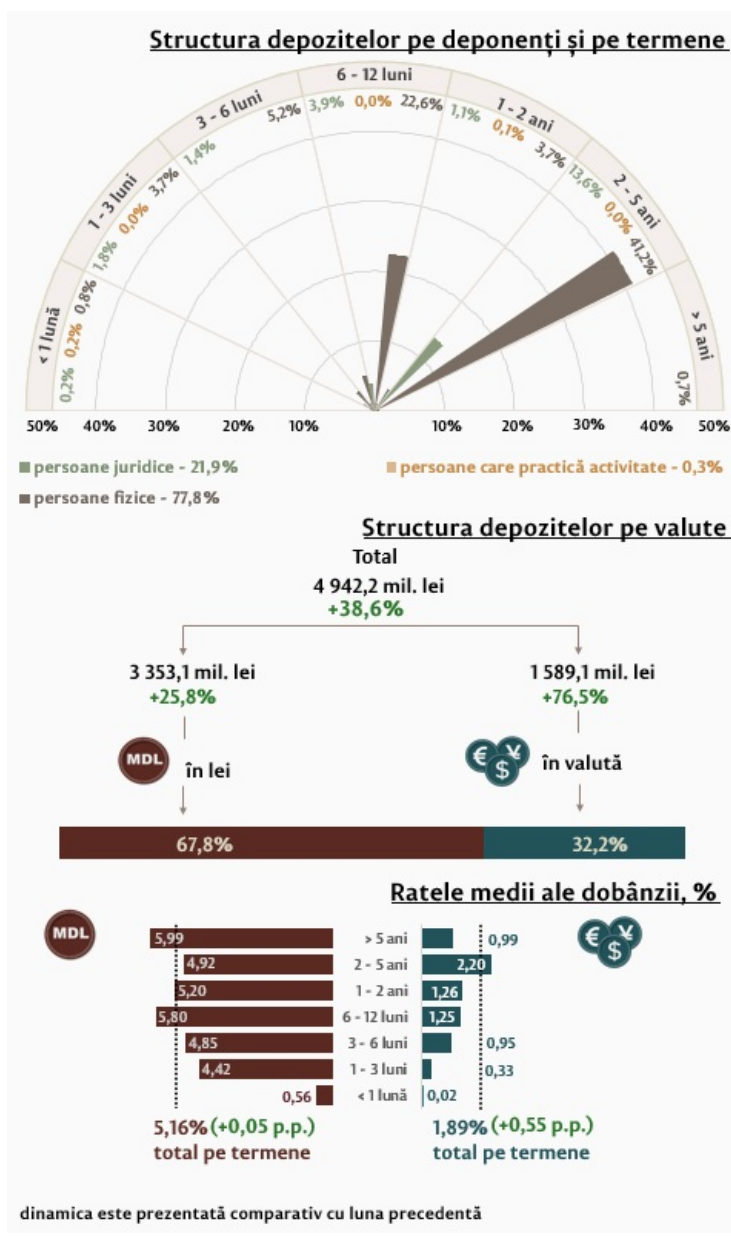 Structura depozitelor pe deponenți și pe termene
< 1 lună
0,2%
0,2%
0,8%
1 - 3 luni
1,8%
0,0%
3,7%
3 - 6 luni
1,4%
5,2%
6 - 12 luni
3,9%
0,0%
22,6%
1 - 2 ani
1,1%
0,1%
3,7%
2 - 5 ani
13,6%
0,0%
41,2%
> 5 ani
0,7%
50% 40% 30% 20% 10% 10% 20% 30% 40% 50%
persoane juridice - 21,9%
persoane care practică activitate - 0,3%
persoane fizice - 77,8%
Structura depozitelor pe valute
Total
4 942,2 mil. lei
+38,6%
3 353,1 mil. lei
+25,8%
1 589,1 mil. lei
+76,5%
MDL
în lei
€ $ ¥
în valută
67,8% 32,2%
Ratele medii ale dobânzii, %
MDL
€ $ ¥
5,99 > 5 ani 0,99
4,92 2 - 5 ani 2,20
5,20 1 - 2 ani 1,26
5,80 6 - 12 luni 1,25
4,85 3 - 6 luni 0,95
4,42 1 - 3 luni 0,33
0,56 < 1 lună 0,02
5,16% (+0,05 p.p.)
total pe termene
1,89% (+0,55 p.p.)
total pe termene
dinamica este prezentată comparativ cu luna precedentă